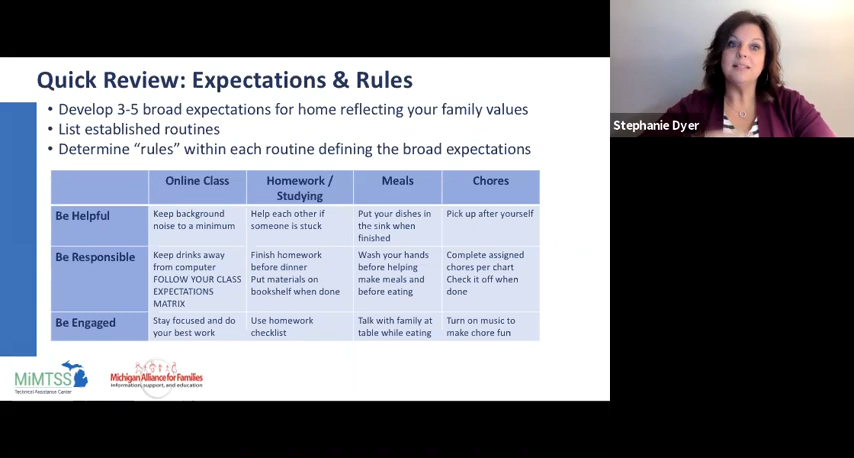 Quick Review: Expectations & Rules
• Develop 3-5 broad expectations for home reflecting your family values
• List established routines
• Determine “rules” within each routine defining the broad expectations
Online Class
Homework /
Studying
Meals
Chores
Be Helpful
Keep background
noise to a minimum
Help each other if
someone is stuck
Put your dishes in
the sink when
finished
Pick up after yourself
Be Responsible
Keep drinks away
from computer
FOLLOW YOUR CLASS
EXPECTATIONS
MATRIX
Finish homework
before dinner
Put materials on
bookshelf when done
Wash your hands
before helping
make meals and
before eating
Complete assigned
chores per chart
Check it off when
done
Be Engaged
Stay focused and do
your best work
Use homework
checklist
Talk with family at
table while eating
Turn on music to
make chore fun
MiMTSS
Technical Assistance Center
Michigan Alliance for Families
information, support, and education
Stephanie Dyer